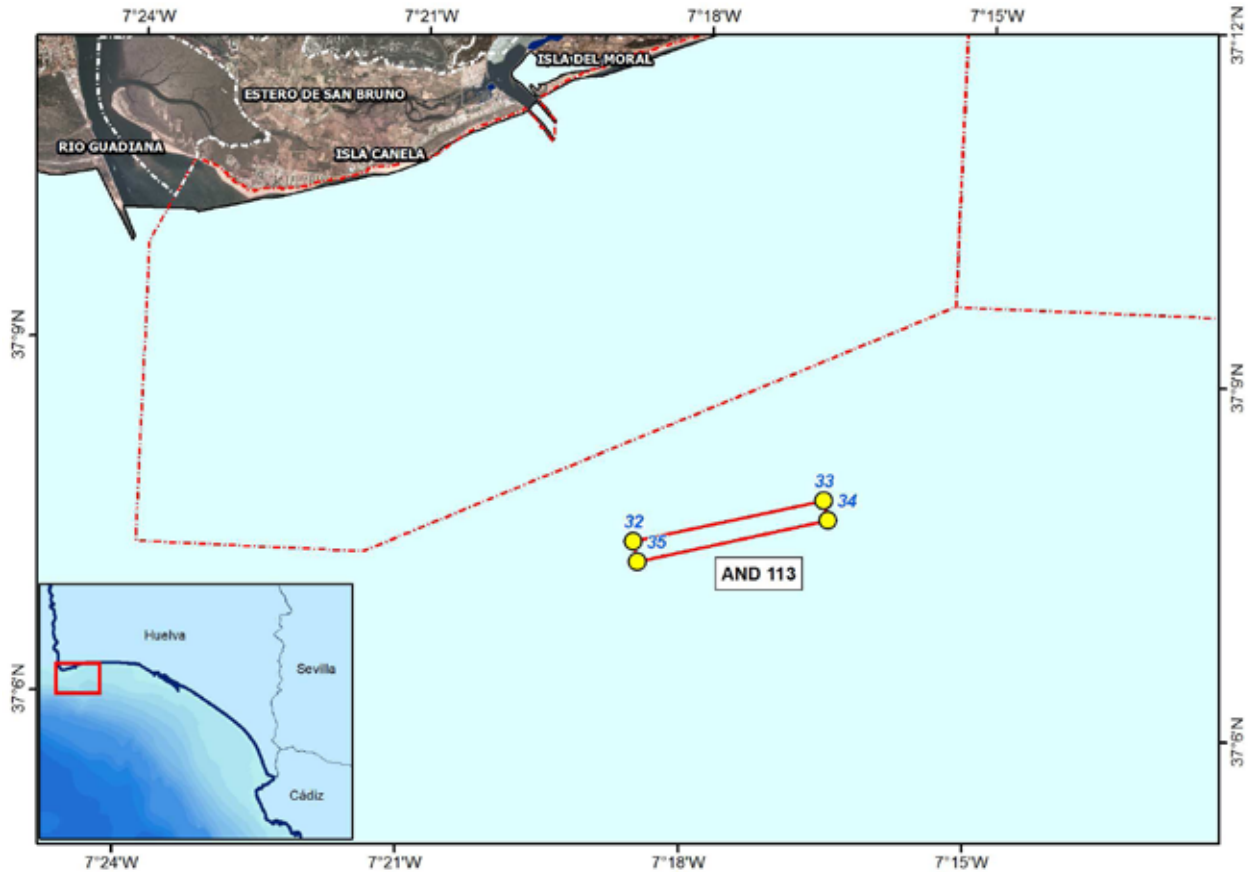 7°24'W
7°21'W
7°18'W
7°15'W
37°12'N
ISLA DEL MORAL
ESTERO DE SAN BRUNO
RIO GUADIANA
ISLA CANELA
37°9'N
37°9'N
33
34
32
35
AND 113
Huelva
Sevilla
Cádiz
37°6'N
37°6'N
7°24'W
7°21'W
7°18'W
7°15'W